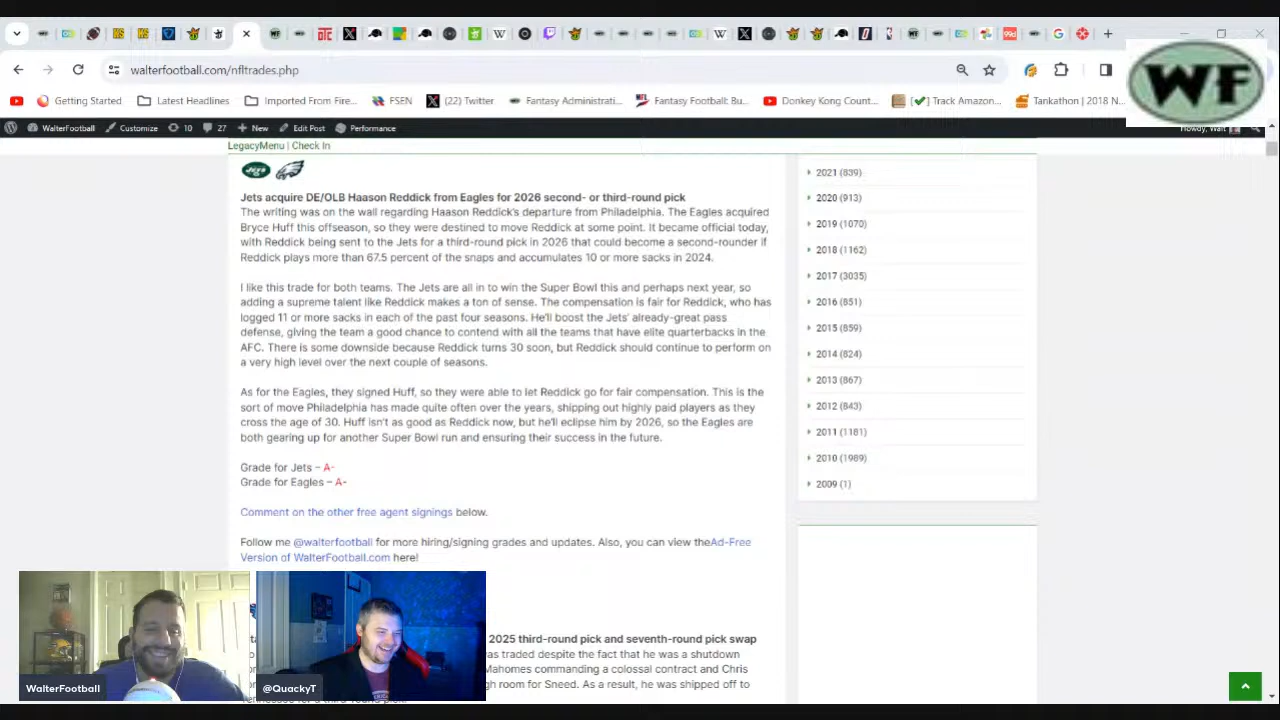 walterfootball.com/nfltrades.php
WF
Getting Started
Latest Headlines
Imported From Fire...
FSEN
(22) Twitter
Fantasy Administrati...
Fantasy Football: Bu...
Donkey Kong Count...
Track Amazon...
Tankathon | 2018 N...
WalterFootball
Customize
10
27
New
Edit Post
Performance
Howdy, Walt
LegacyMenu | Check In
JETS
Jets acquire DE/OLB Haason Reddick from Eagles for 2026 second- or third-round pick
The writing was on the wall regarding Haason Reddick's departure from Philadelphia. The Eagles acquired
Bryce Huff this offseason, so they were destined to move Reddick at some point. It became official today,
with Reddick being sent to the Jets for a third-round pick in 2026 that could become a second-rounder if
Reddick plays more than 67.5 percent of the snaps and accumulates 10 or more sacks in 2024.
I like this trade for both teams. The Jets are all in to win the Super Bowl this and perhaps next year, so
adding a supreme talent like Reddick makes a ton of sense. The compensation is fair for Reddick, who has
logged 11 or more sacks in each of the past four seasons. He'll boost the Jets' already-great pass
defense, giving the team a good chance to contend with all the teams that have elite quarterbacks in the
AFC. There is some downside because Reddick turns 30 soon, but Reddick should continue to perform on
a very high level over the next couple of seasons.
As for the Eagles, they signed Huff, so they were able to let Reddick go for fair compensation. This is the
sort of move Philadelphia has made quite often over the years, shipping out highly paid players as they
cross the age of 30. Huff isn't as good as Reddick now, but he'll eclipse him by 2026, so the Eagles are
both gearing up for another Super Bowl run and ensuring their success in the future.
Grade for Jets – A-
Grade for Eagles – A-
Comment on the other free agent signings below.
Follow me @walterfootball for more hiring/signing grades and updates. Also, you can view theAd-Free
Version of WalterFootball.com here!
2025 third-round pick and seventh-round pick swap
was traded despite the fact that he was a shutdown
Mahomes commanding a colossal contract and Chris
room for Sneed. As a result, he was shipped off to
2021 (839)
2020 (913)
2019 (1070)
2018 (1162)
2017 (3035)
2016 (851)
2015 (859)
2014 (824)
2013 (867)
2012 (843)
2011 (1181)
2010 (1989)
2009 (1)
WalterFootball
@QuackyT